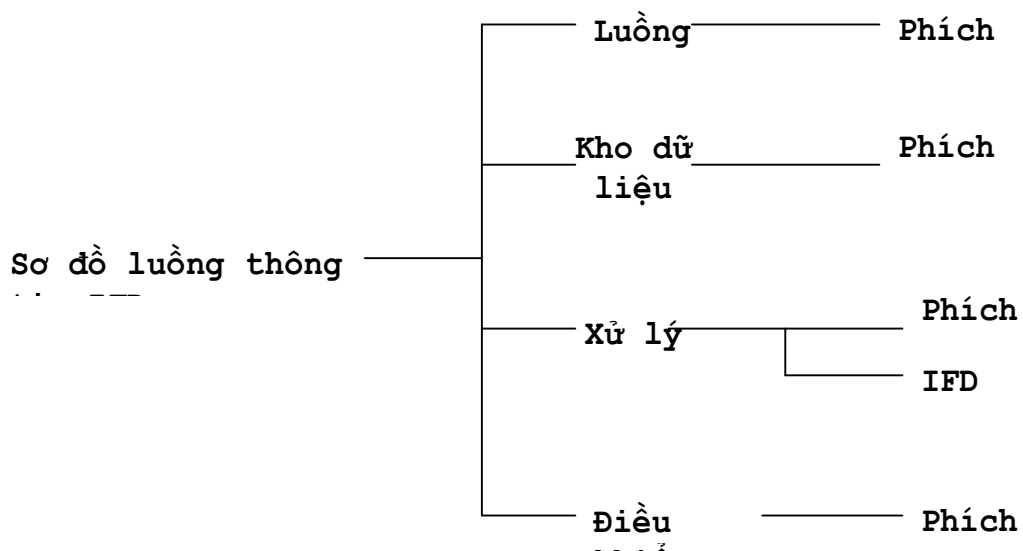 Luồng
Phích
Kho dữ
liệu
Phích
Sơ đồ luồng thông
Xử lý
Phích
IFD
Điều
Phích